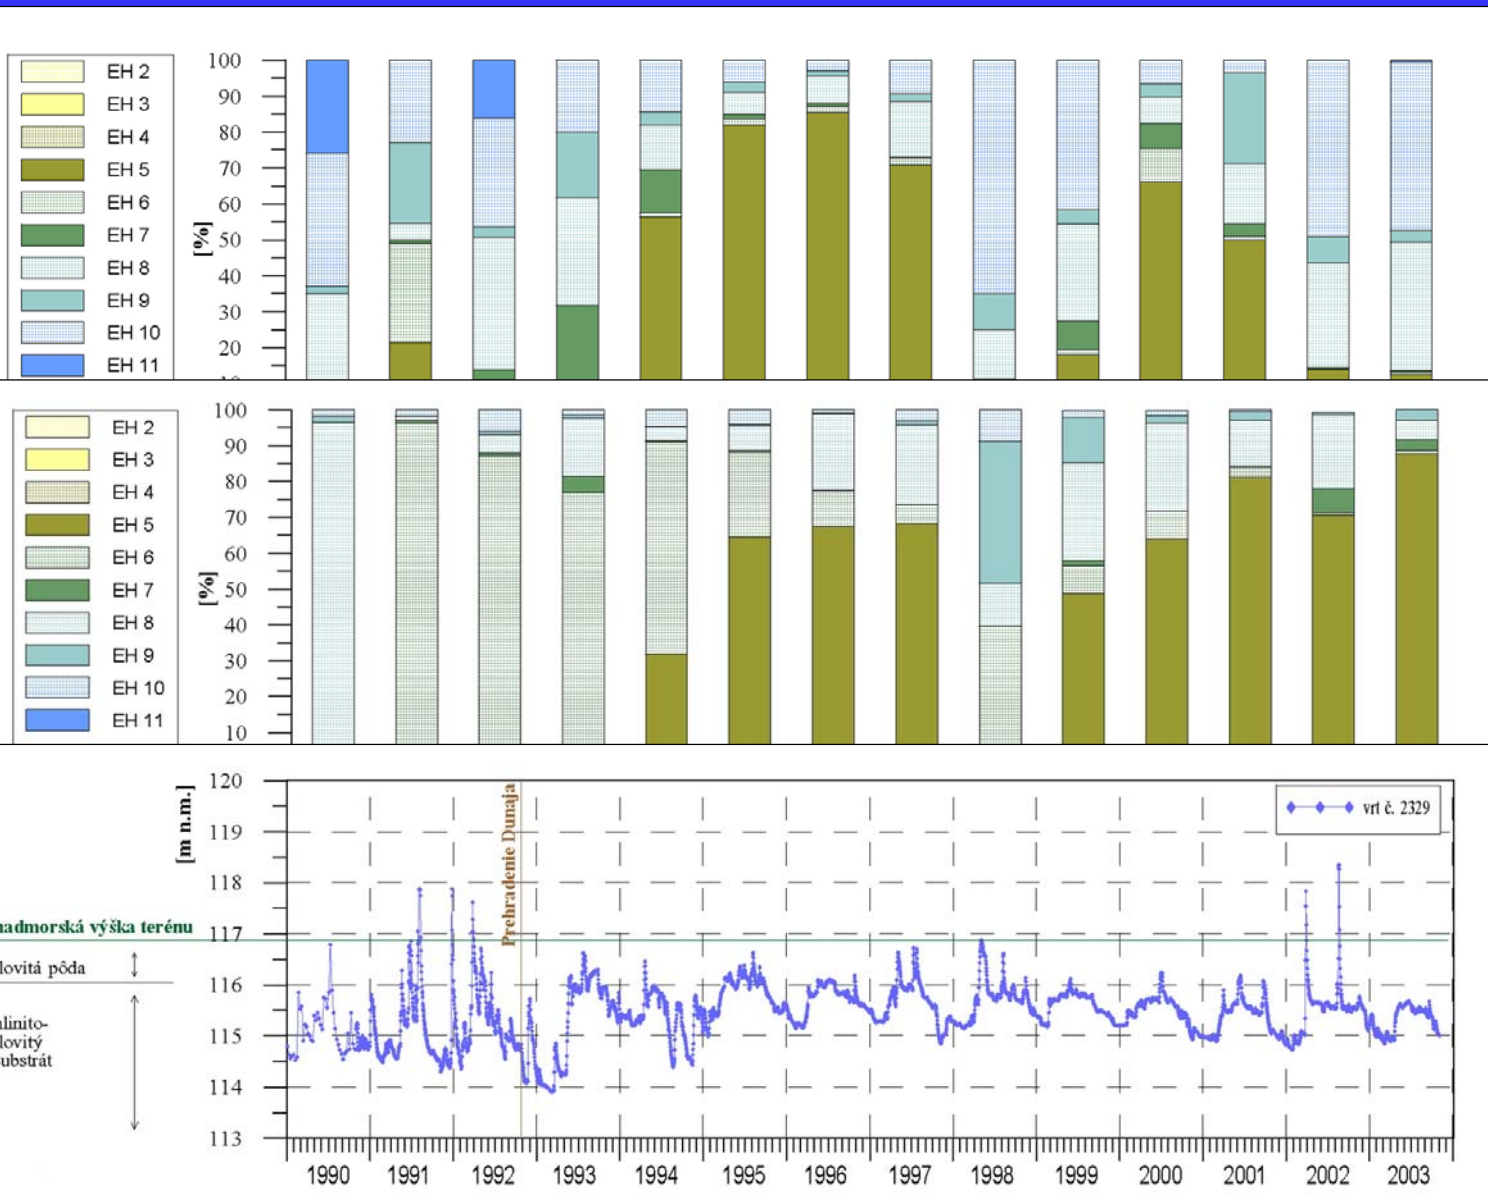 EH 2
EH 3
EH 4
EH 5
EH 6
EH 7
EH 8
EH 9
EH 10
EH 11
[%]
100
90
80
70
60
50
40
30
20
EH 2
EH 3
EH 4
EH 5
EH 6
EH 7
EH 8
EH 9
EH 10
EH 11
[%]
100
90
80
70
60
50
40
30
20
10
[m n.m.]
120
119
118
117
116
115
114
113
Prehradenie Dunaja
vrt č. 2329
nadmorská výška terénu
lovitá pôda
linito-
lovitý
substrát
1990 1991 1992 1993 1994 1995 1996 1997 1998 1999 2000 2001 2002 2003